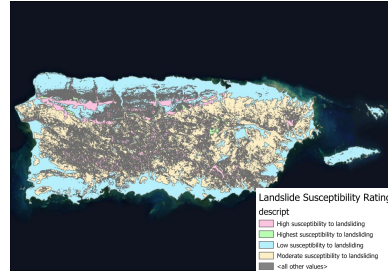 Landslide Susceptibility Rating
descript
High susceptibility to landsliding
Highest susceptibility to landsliding
Low susceptibility to landsliding
Moderate susceptibility to landsliding
<all other values>